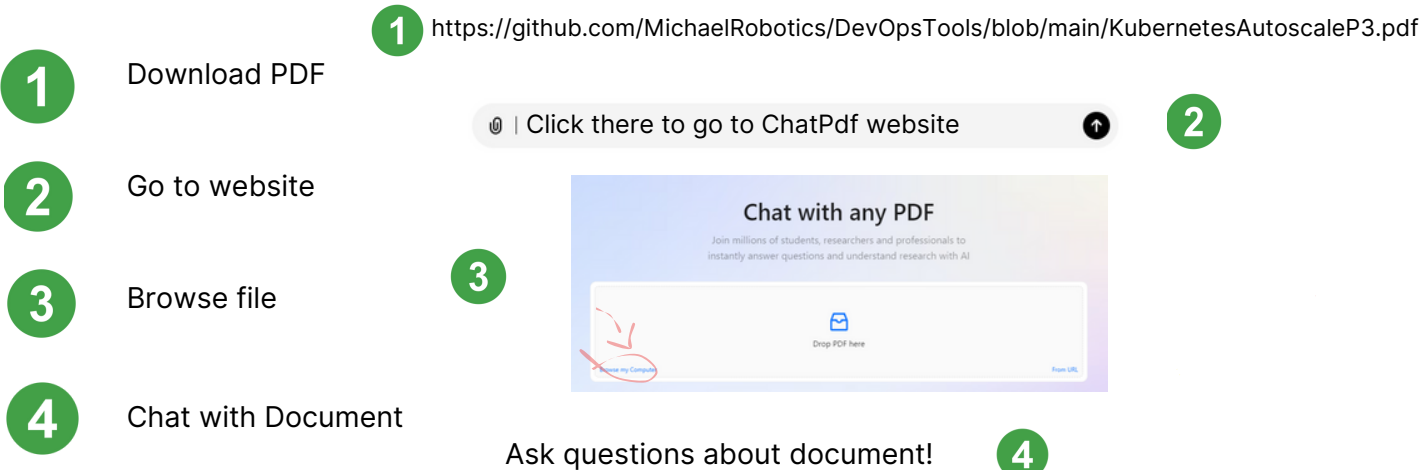 1 https://github.com/MichaelRobotics/DevOpsTools/blob/main/KubernetesAutoscaleP3.pdf
1 Download PDF
| Click there to go to ChatPdf website
2
2 Go to website
Chat with any PDF
Join millions of students, researchers and professionals to
instantly answer questions and understand research with AI
3
3 Browse file
Drop PDF here
Browse my Computer
From URL
4 Chat with Document
Ask questions about document! 4